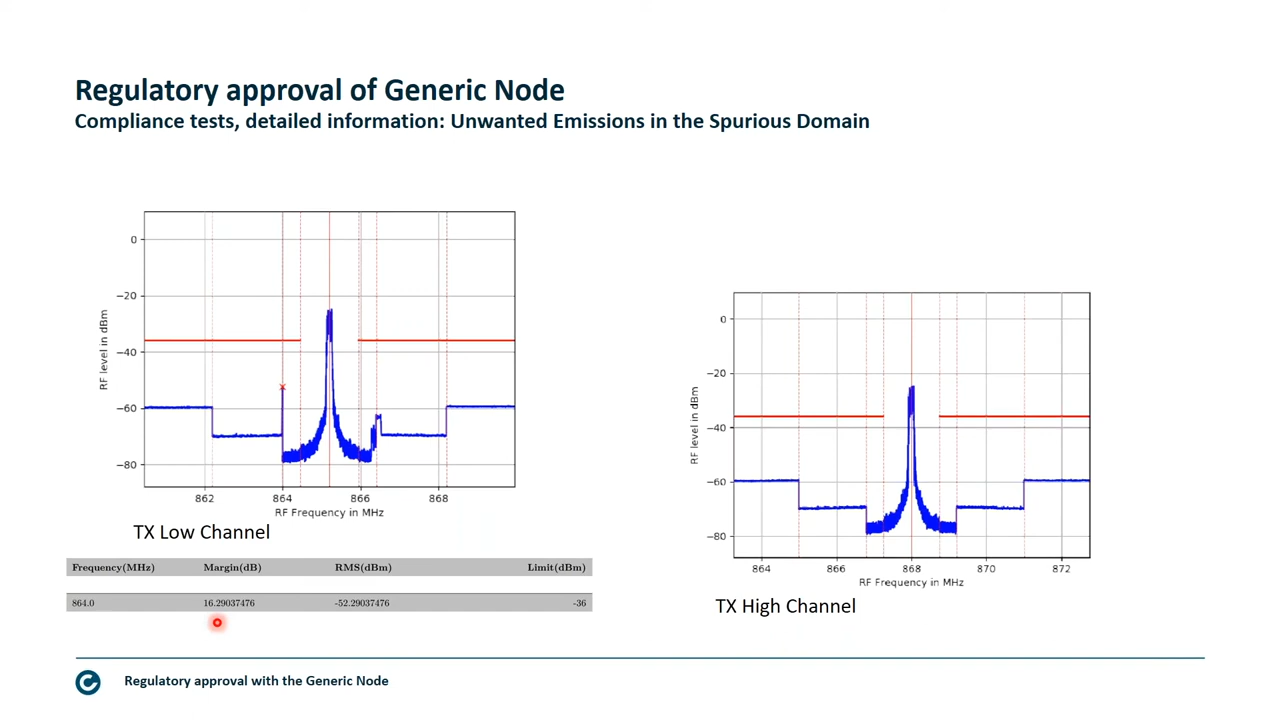 Regulatory approval of Generic Node
Compliance tests, detailed information: Unwanted Emissions in the Spurious Domain
RF level in dBm
0
−20
−40
−60
−80
862
864
866
868
RF Frequency in MHz
TX Low Channel
Frequency(MHz) Margin(dB) RMS(dBm) Limit(dBm)
864.0 16.29037476 -52.29037476 -36
RF level in dBm
0
−20
−40
−60
−80
864
866
868
870
872
RF Frequency in MHz
TX High Channel
Regulatory approval with the Generic Node